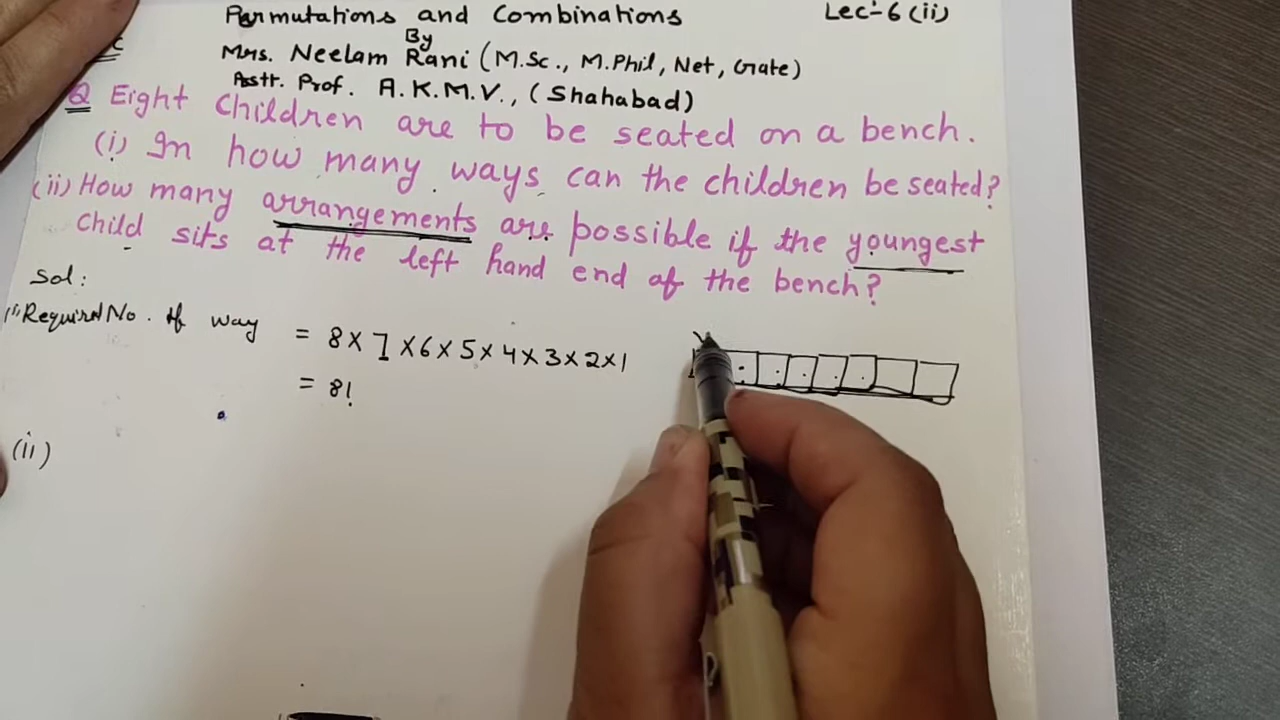 Permutations and Combinations Lec-6 (ii)
By
Mrs. Neelam Rani (M.Sc., M.Phil, Net, Gate)
Asstt. Prof. A.K.M.V., (Shahabad)
Q Eight Children are to be seated on a bench.
(i) In how many ways can the children be seated?
(ii) How many arrangements are possible if the youngest
Child sits at the left hand end of the bench?
Sol:
(i) Required No. of way = 8×7×6×5×4×3×2×1
= 8!
(ii)